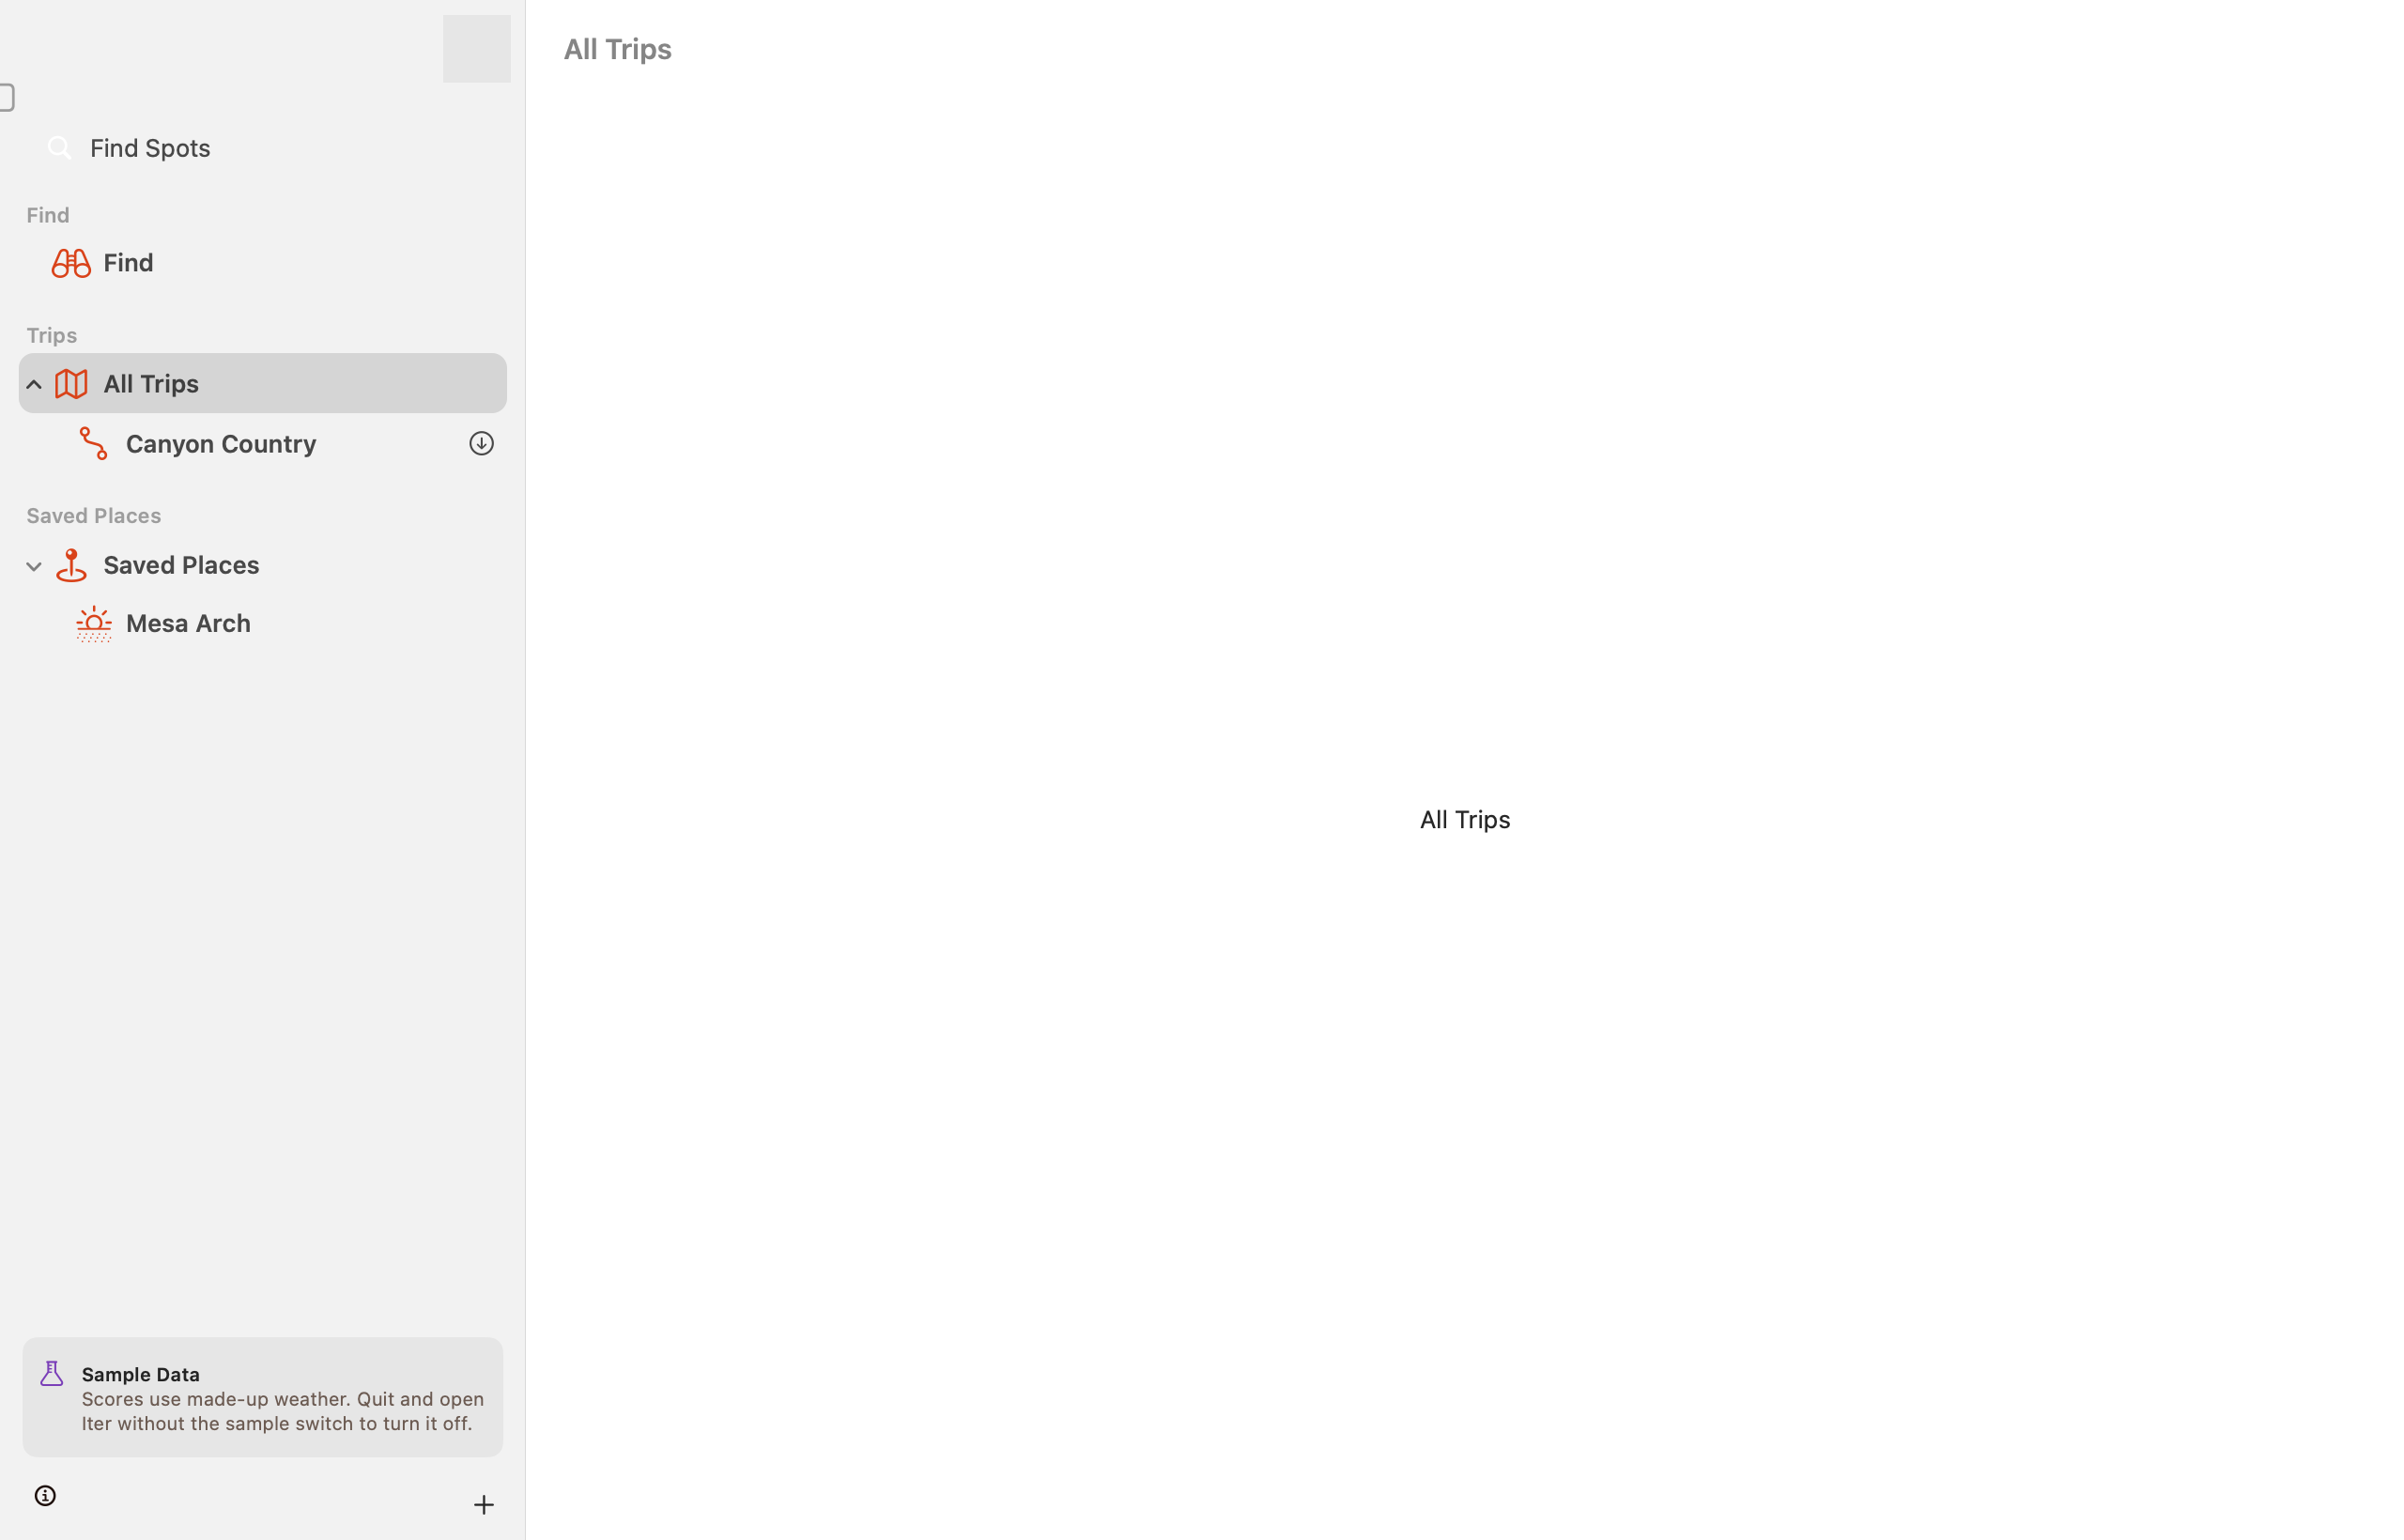 All Trips
Find Spots
Find
Find
Trips
All Trips
Canyon Country
Saved Places
Saved Places
Mesa Arch
All Trips
Sample Data
Scores use made-up weather. Quit and open
Iter without the sample switch to turn it off.